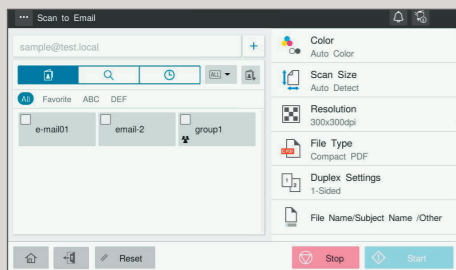 Scan to Email
sample@test.local
+
ALL
All Favorite ABC DEF
e-mail01
email-2
group1
Color
Auto Color
Scan Size
Auto Detect
Resolution
300x300dpi
File Type
Compact PDF
Duplex Settings
1-Sided
File Name/Subject Name /Other
Reset
Stop
Start